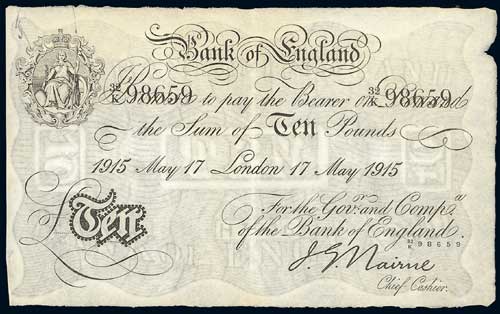 Bank of England
32/K 98659 32/K 98659
I Promise to pay the Bearer on Demand
the Sum of Ten Pounds
1915 May 17 London 17 May 1915
For the Govr. and Compa.
of the Bank of England.
£Ten
32/K 98659
J. G. Nairne
Chief Cashier.